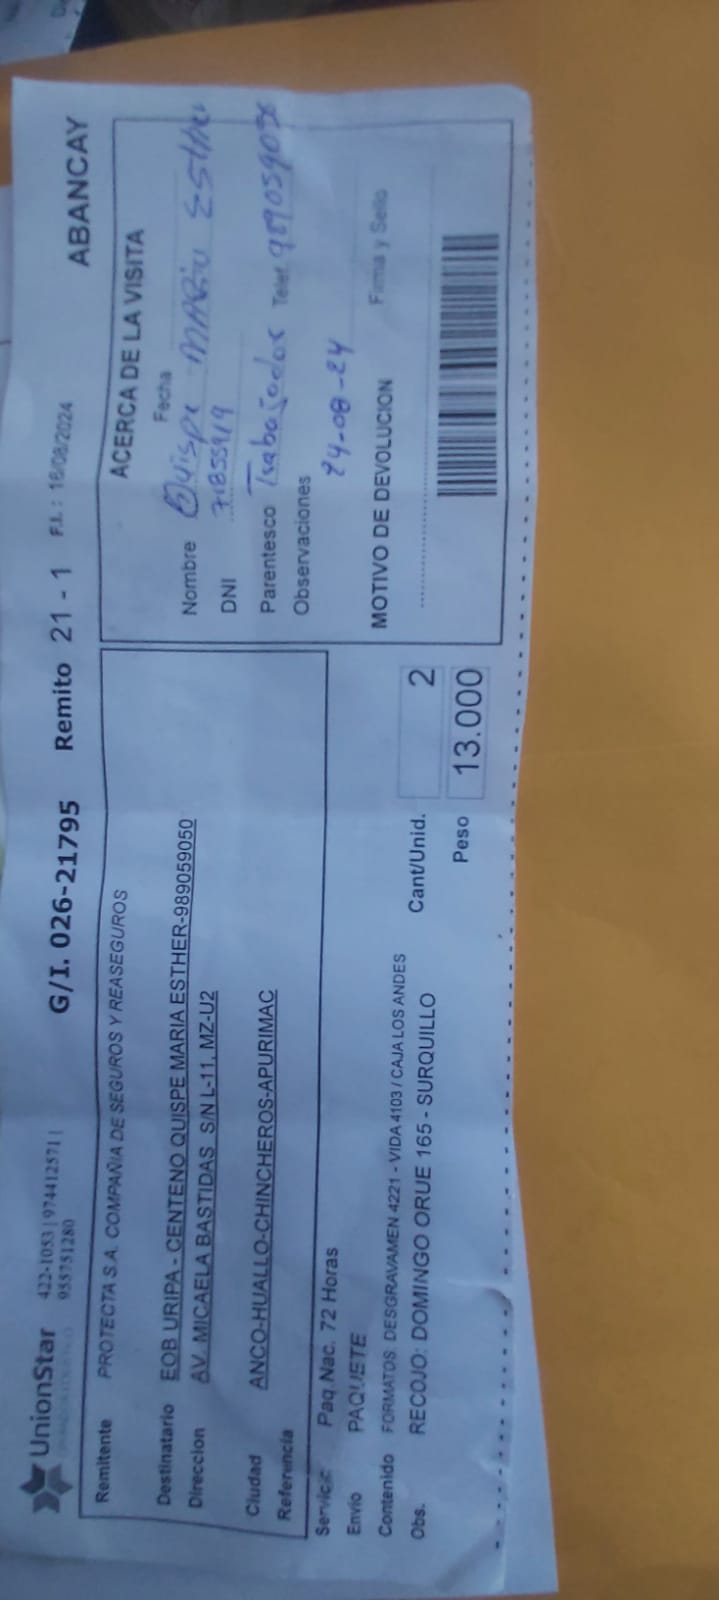 UnionStar
422-1053 | 974412571 |
955751280
G/I. 026-21795
Remito 21 - 1
F.I.: 16/08/2024
ABANCAY
Remitente PROTECTA S.A. COMPAÑIA DE SEGUROS Y REASEGUROS
Destinatario EOB URIPA - CENTENO QUISPE MARIA ESTHER-989059050
Direccion AV. MICAELA BASTIDAS S/N L-11, MZ-U2
Ciudad ANCO-HUALLO-CHINCHEROS-APURIMAC
Referencia
Servicio Paq.Nac. 72 Horas
Envio PAQUETE
Contenido FORMATOS DESGRAVAMEN 4221 - VIDA 4103 / CAJA LOS ANDES
Obs. RECOJO: DOMINGO ORUE 165 - SURQUILLO
Cant/Unid. 2
Peso 13.000
ACERCA DE LA VISITA
Fecha
Nombre Quispe MARIA ESther
DNI 71855919
Parentesco Trabajador Telef.
Observaciones
24-08-24
MOTIVO DE DEVOLUCION
Firma y Sello